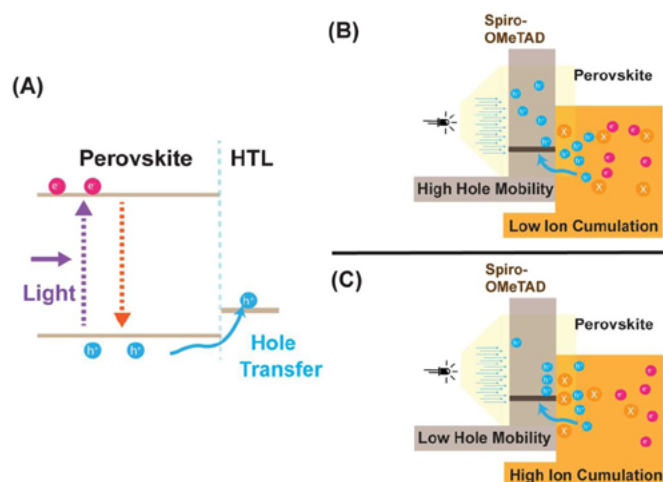 (A)
Perovskite
HTL
e⁻
e⁻
Light
h⁺
h⁺
h⁺
Hole
Transfer
(B)
Spiro-
OMeTAD
Perovskite
High Hole Mobility
Low Ion Cumulation
(C)
Spiro-
OMeTAD
Perovskite
Low Hole Mobility
High Ion Cumulation